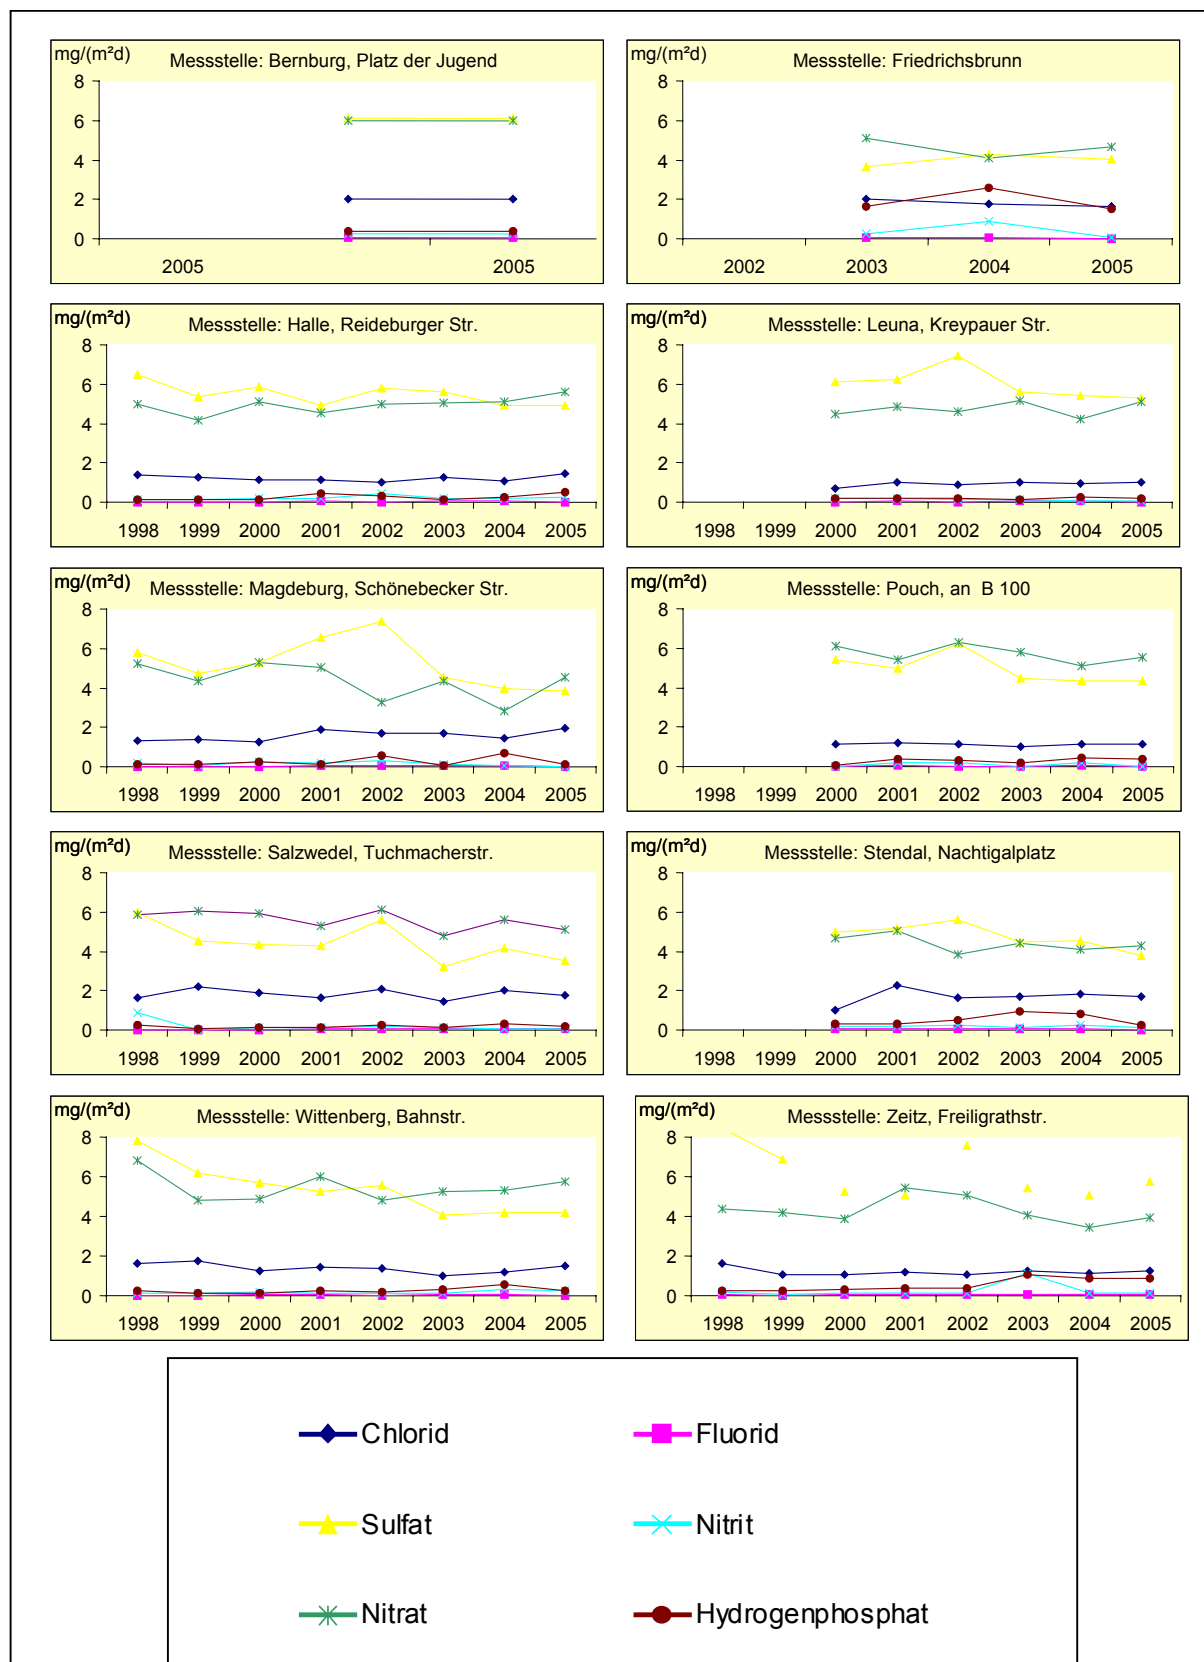 mg/(m²d)
Messstelle: Bernburg, Platz der Jugend
8
6
4
2
0
2005 2005
mg/(m²d)
Messstelle: Friedrichsbrunn
8
6
4
2
0
2002 2003 2004 2005
mg/(m²d)
Messstelle: Halle, Reideburger Str.
8
6
4
2
0
1998 1999 2000 2001 2002 2003 2004 2005
mg/(m²d)
Messstelle: Leuna, Kreypauer Str.
8
6
4
2
0
1998 1999 2000 2001 2002 2003 2004 2005
mg/(m²d)
Messstelle: Magdeburg, Schönebecker Str.
8
6
4
2
0
1998 1999 2000 2001 2002 2003 2004 2005
mg/(m²d)
Messstelle: Pouch, an B 100
8
6
4
2
0
1998 1999 2000 2001 2002 2003 2004 2005
mg/(m²d)
Messstelle: Salzwedel, Tuchmacherstr.
8
6
4
2
0
1998 1999 2000 2001 2002 2003 2004 2005
mg/(m²d)
Messstelle: Stendal, Nachtigalplatz
8
6
4
2
0
1998 1999 2000 2001 2002 2003 2004 2005
mg/(m²d)
Messstelle: Wittenberg, Bahnstr.
8
6
4
2
0
1998 1999 2000 2001 2002 2003 2004 2005
mg/(m²d)
Messstelle: Zeitz, Freiligrathstr.
8
6
4
2
0
1998 1999 2000 2001 2002 2003 2004 2005
Chlorid Fluorid
Sulfat Nitrit
Nitrat Hydrogenphosphat